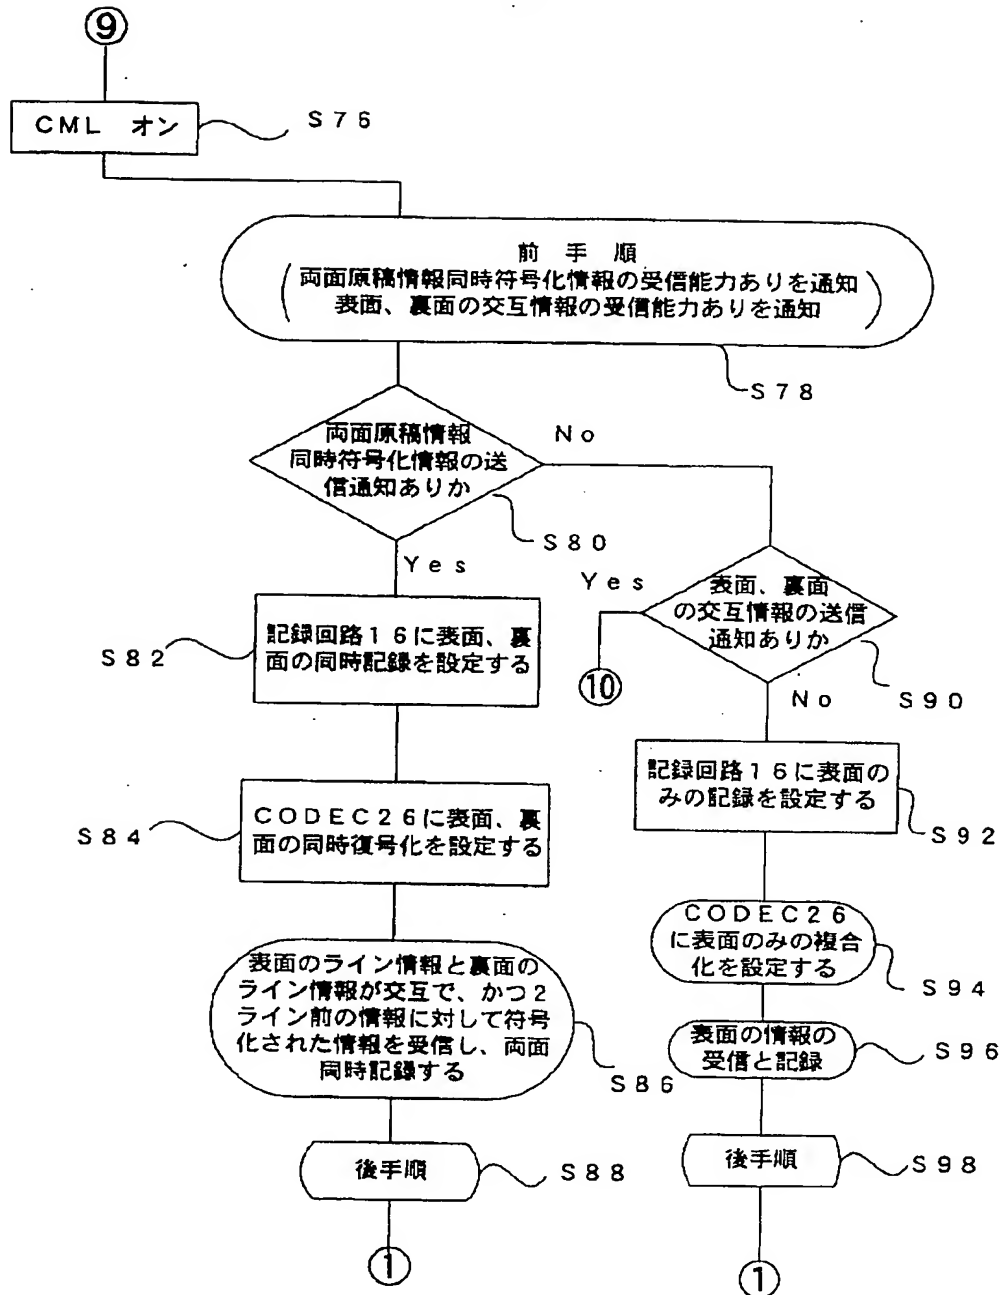 ⑨
CML オン
S76
前 手 順
両面原稿情報同時符号化情報の受信能力ありを通知
表面、裏面の交互情報の受信能力ありを通知
S78
両面原稿情報
同時符号化情報の送
信通知ありか
No
S80
Yes
記録回路16に表面、裏
面の同時記録を設定する
S82
CODEC26に表面、裏
面の同時復号化を設定する
S84
表面のライン情報と裏面の
ライン情報が交互で、かつ2
ライン前の情報に対して符号
化された情報を受信し、両面
同時記録する
S86
後手順
S88
①
表面、裏面
の交互情報の送信
通知ありか
Yes
⑩
S90
No
記録回路16に表面の
みの記録を設定する
S92
CODEC26
に表面のみの複合
化を設定する
S94
表面の情報の
受信と記録
S96
後手順
S98
①